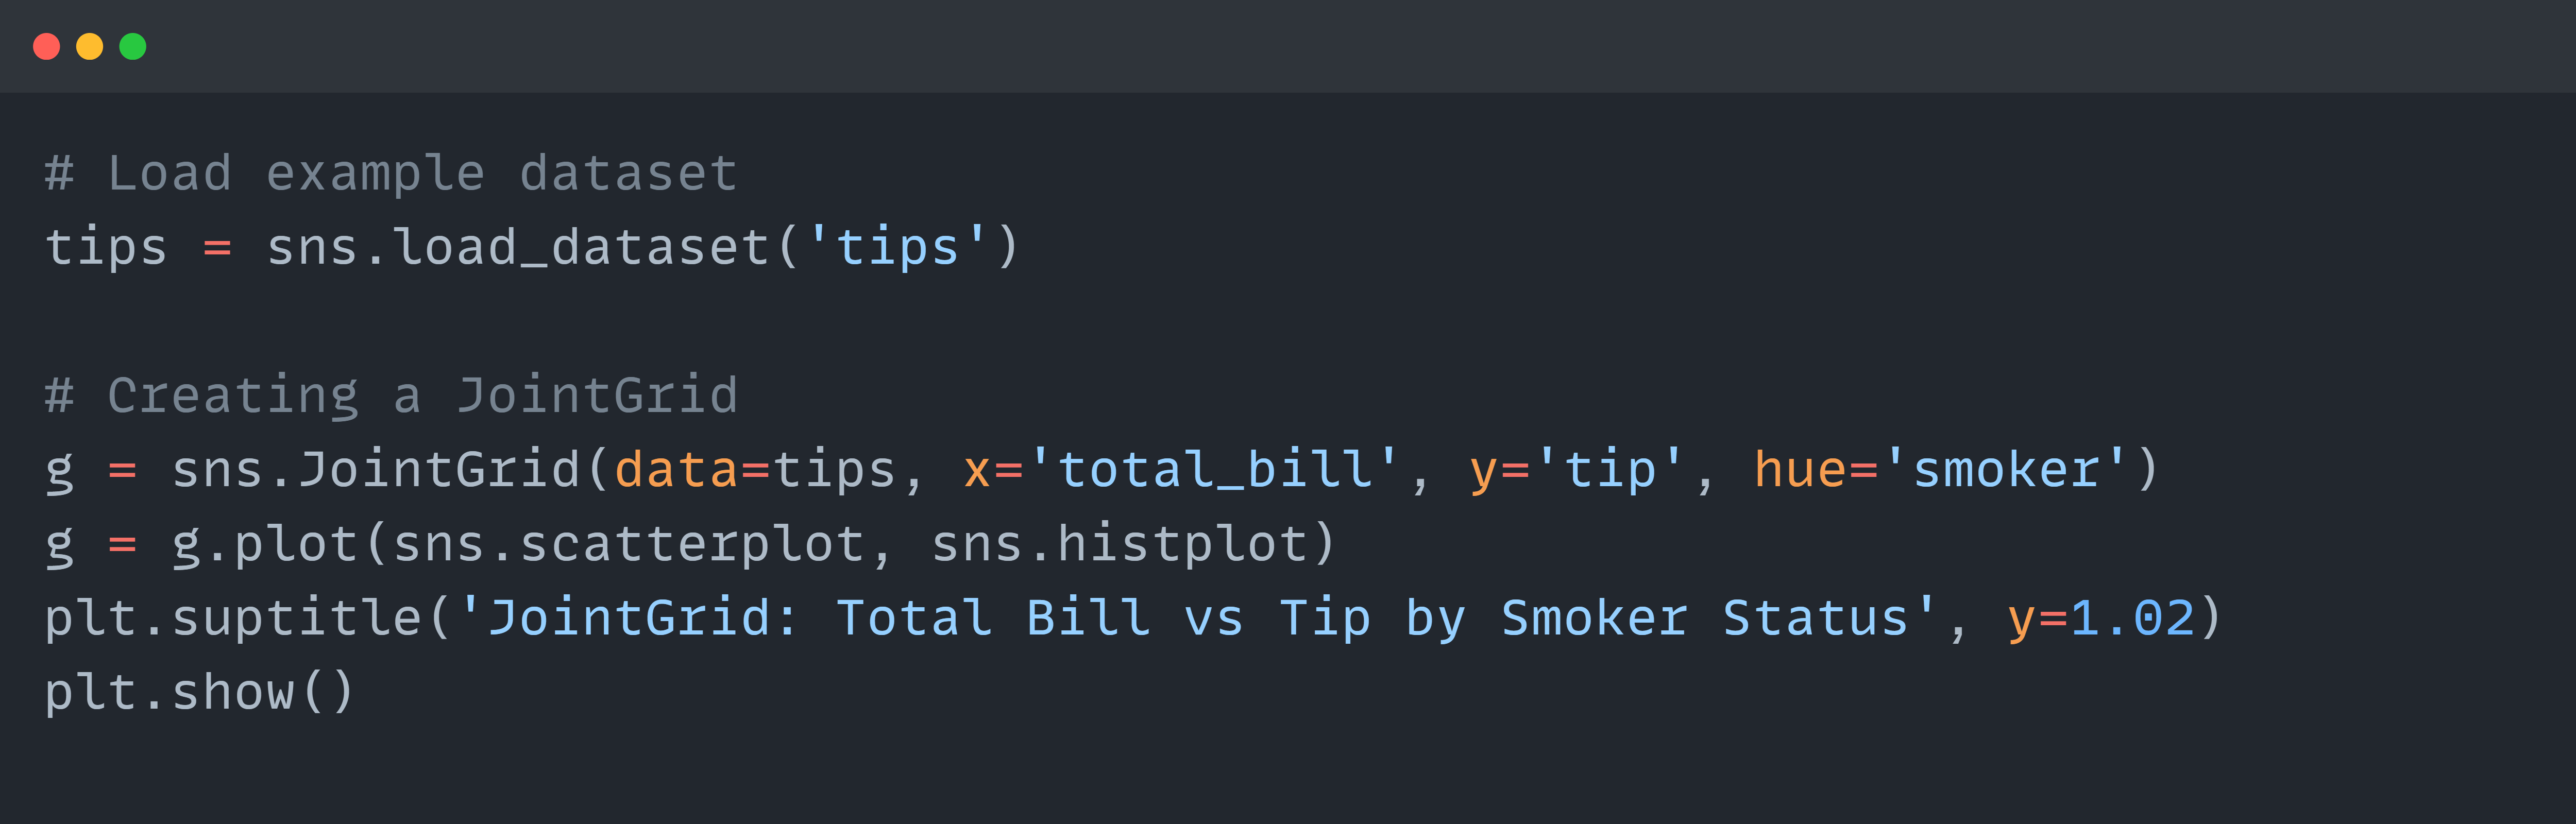 # Load example dataset
tips = sns.load_dataset('tips')
# Creating a JointGrid
g = sns.JointGrid(data=tips, x='total_bill', y='tip', hue='smoker')
g = g.plot(sns.scatterplot, sns.histplot)
plt.suptitle('JointGrid: Total Bill vs Tip by Smoker Status', y=1.02)
plt.show()